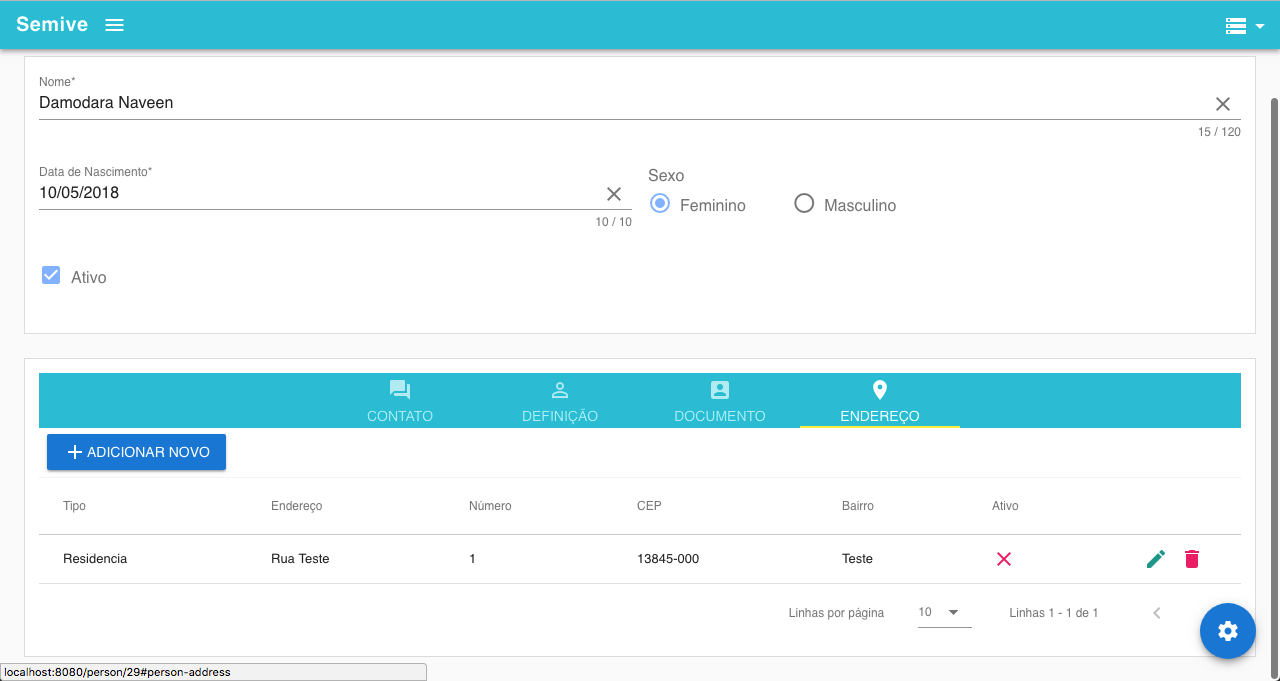 Semive
Nome*
Damodara Naveen
15 / 120
Data de Nascimento*
10/05/2018
10 / 10
Sexo
Feminino
Masculino
Ativo
CONTATO
DEFINIÇÃO
DOCUMENTO
ENDEREÇO
ADICIONAR NOVO
Tipo Endereço Número CEP Bairro Ativo
Residencia Rua Teste 1 13845-000 Teste
Linhas por página 10 Linhas 1 - 1 de 1
localhost:8080/person/29#person-address